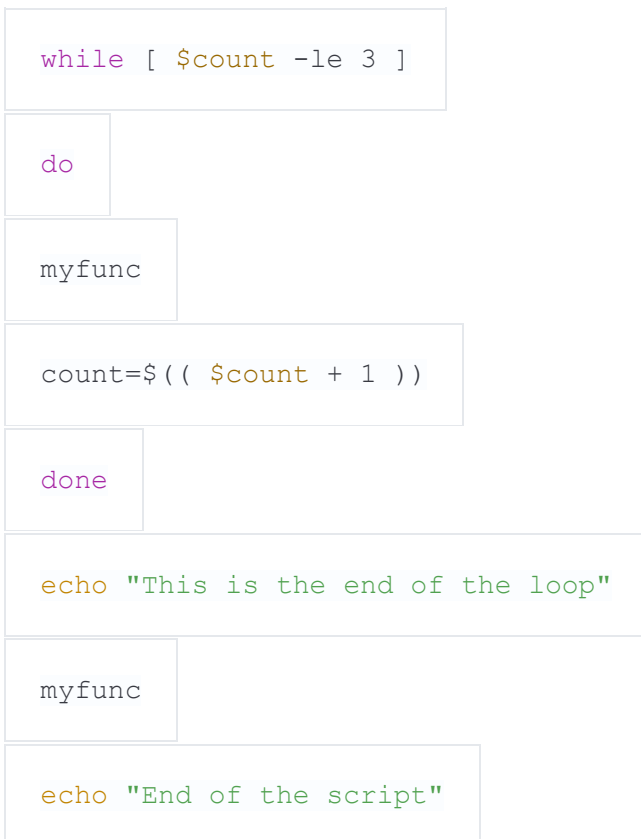 while [ $count -le 3 ]
do
myfunc
count=$(( $count + 1 ))
done
echo "This is the end of the loop"
myfunc
echo "End of the script"